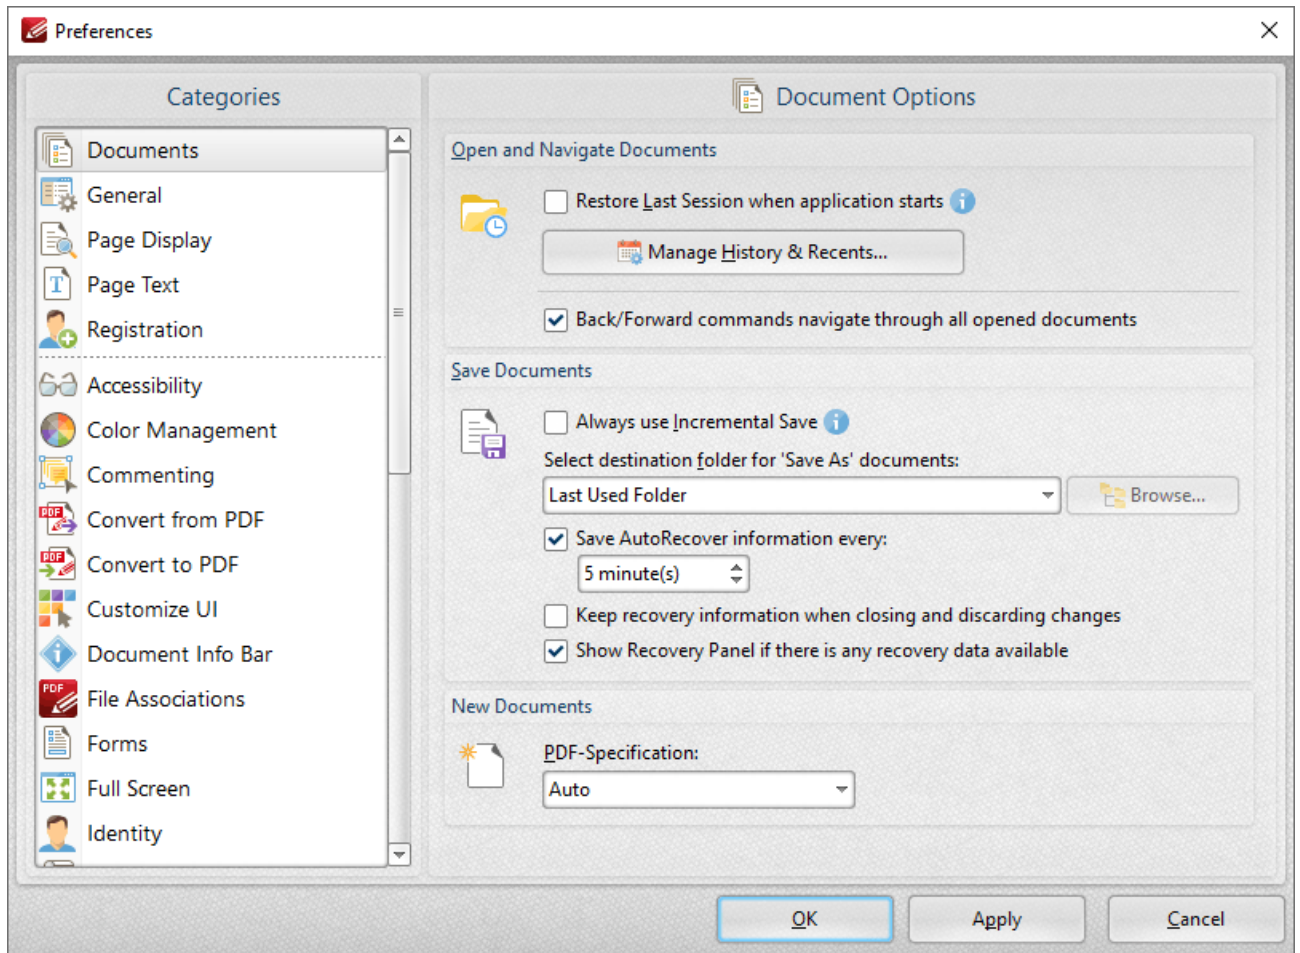 Preferences
Categories
Documents
General
Page Display
T
Page Text
Registration
Accessibility
Color Management
Commenting
PDF
Convert from PDF
PDF
Convert to PDF
Customize UI
i
Document Info Bar
PDF
File Associations
Forms
Full Screen
Identity
Document Options
Open and Navigate Documents
Restore Last Session when application starts i
Manage History & Recents...
Back/Forward commands navigate through all opened documents
Save Documents
Always use Incremental Save i
Select destination folder for 'Save As' documents:
Last Used Folder
Browse...
Save AutoRecover information every:
5 minute(s)
Keep recovery information when closing and discarding changes
Show Recovery Panel if there is any recovery data available
New Documents
PDF-Specification:
Auto
OK
Apply
Cancel